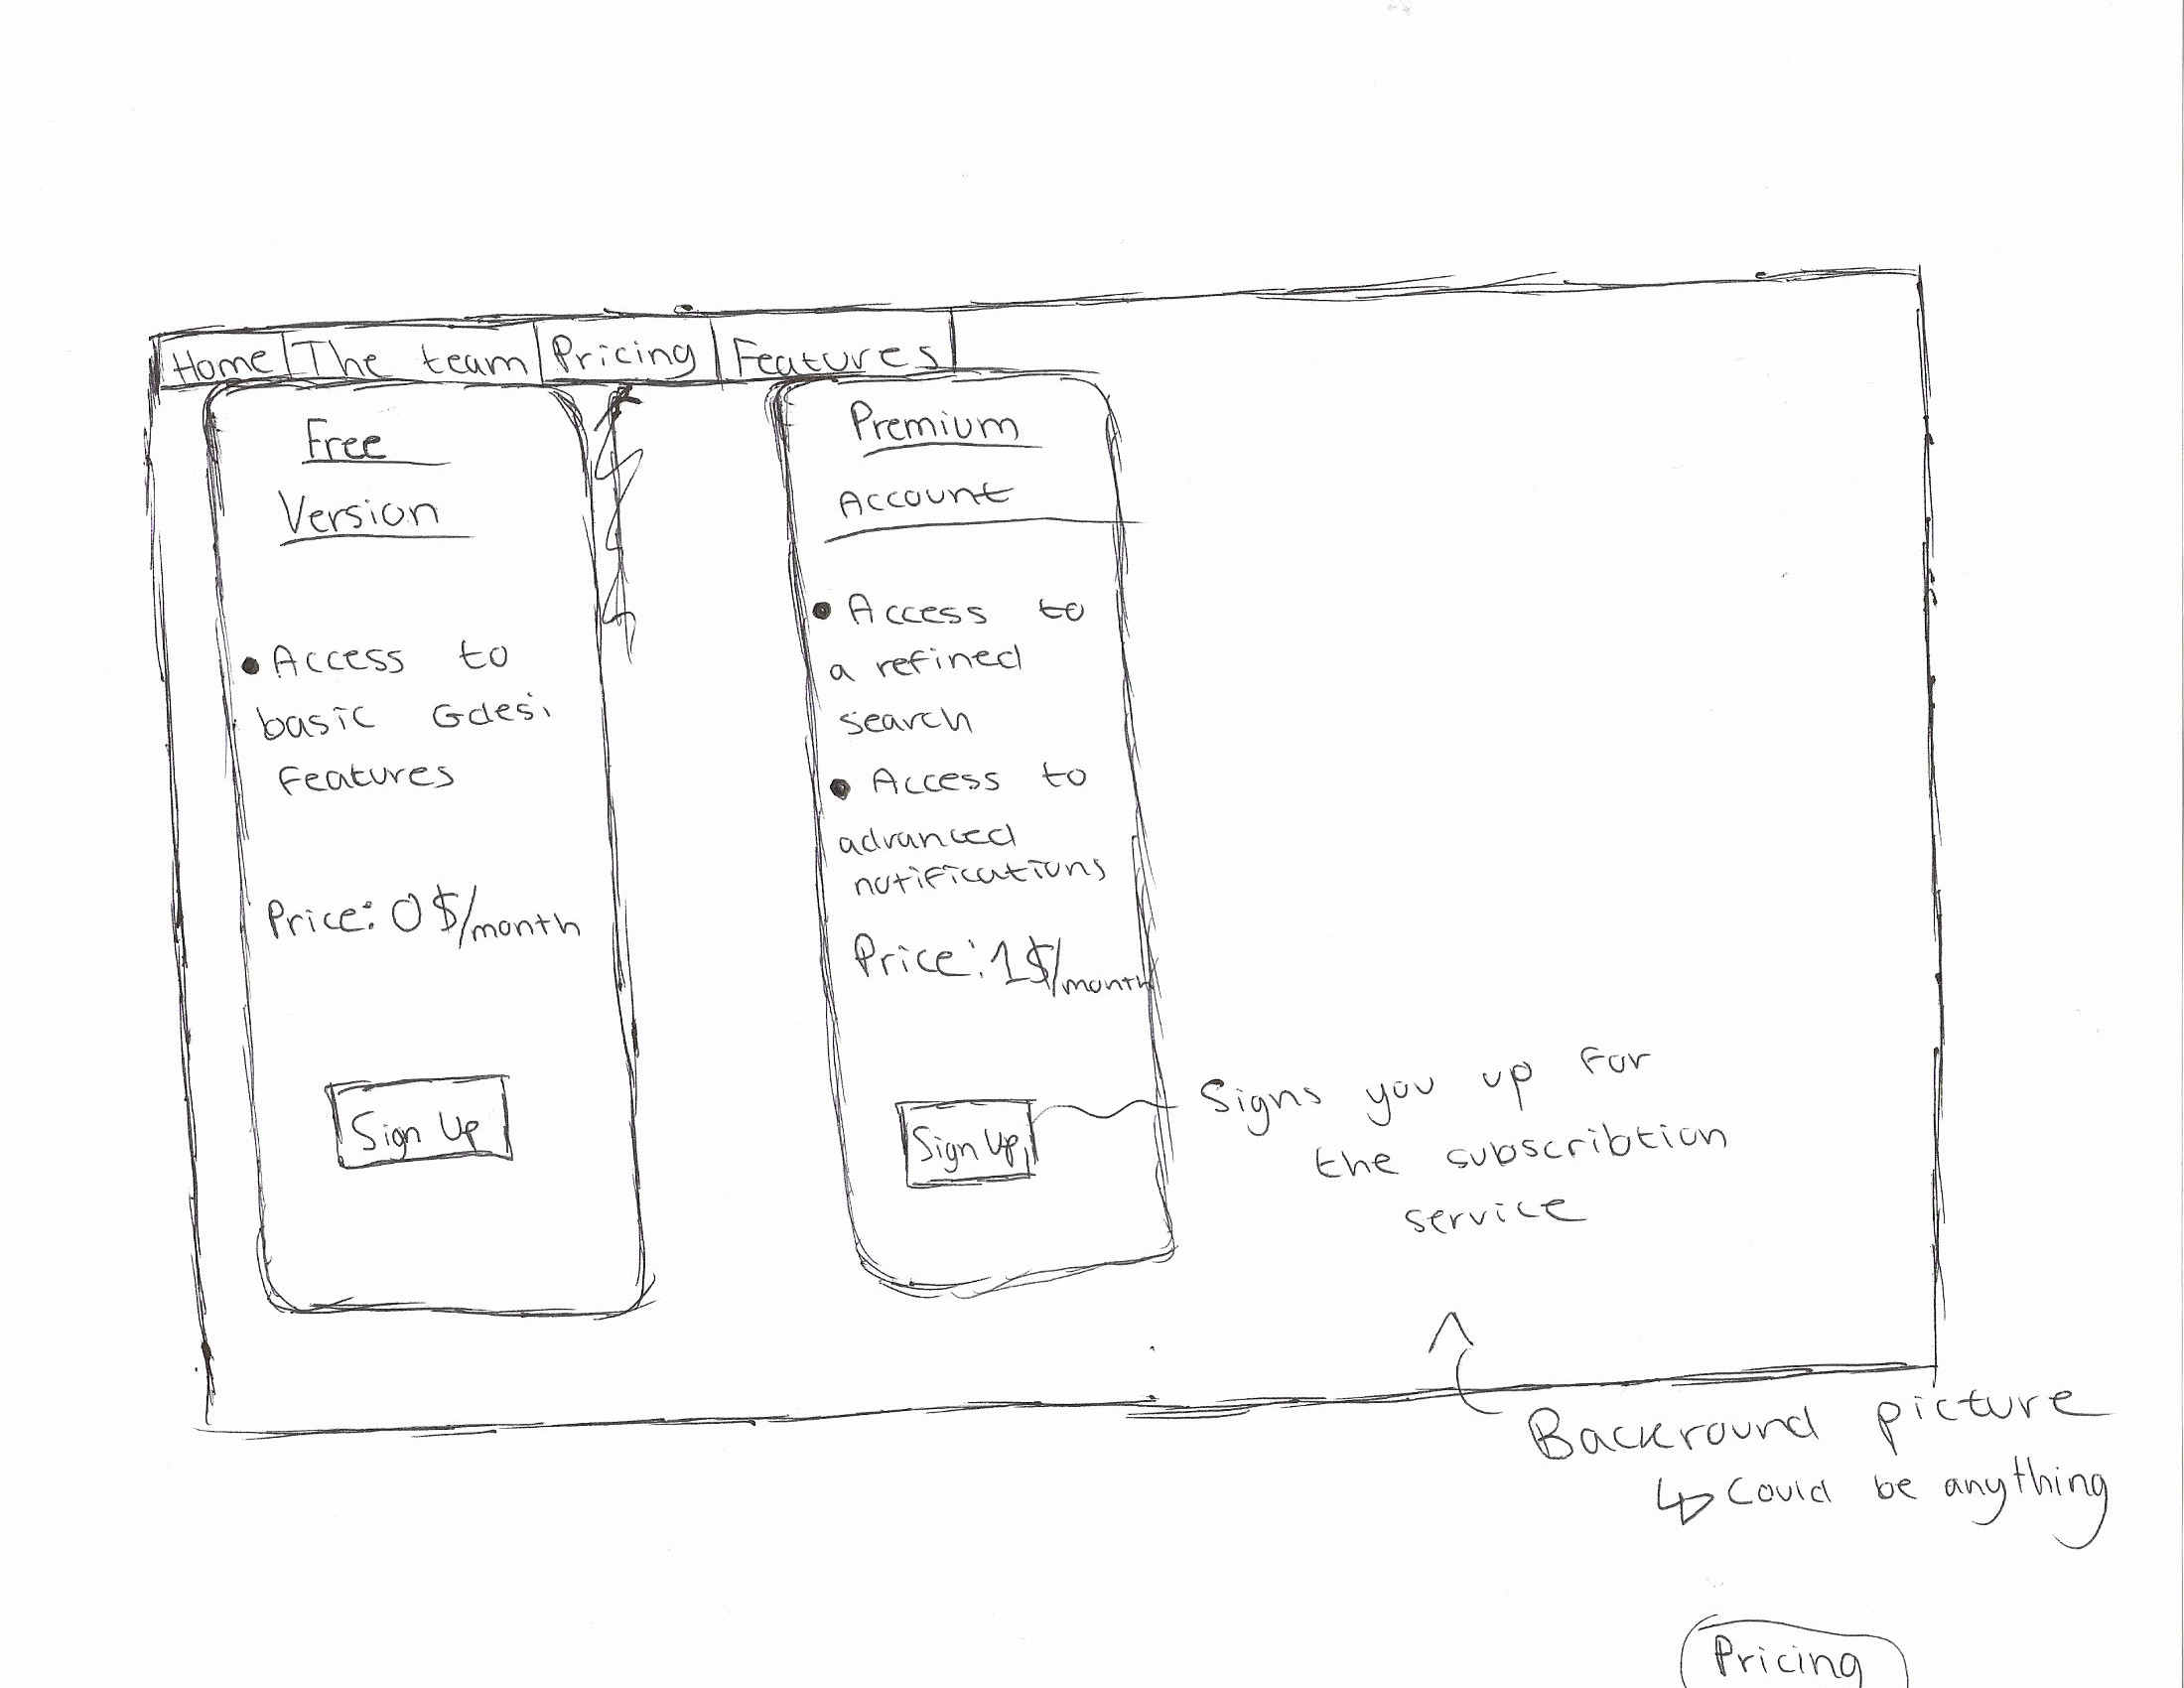 Home The team Pricing Features
Free
Version
• Access to
basic Gdesi
features
Price: 0$/month
Sign Up
Premium
Account
• Access to
a refined
search
• Access to
advanced
notifications
Price: 1$/month
Sign Up
Signs you up for
the subscribtion
service
Backround picture
↳ Could be anything
Pricing